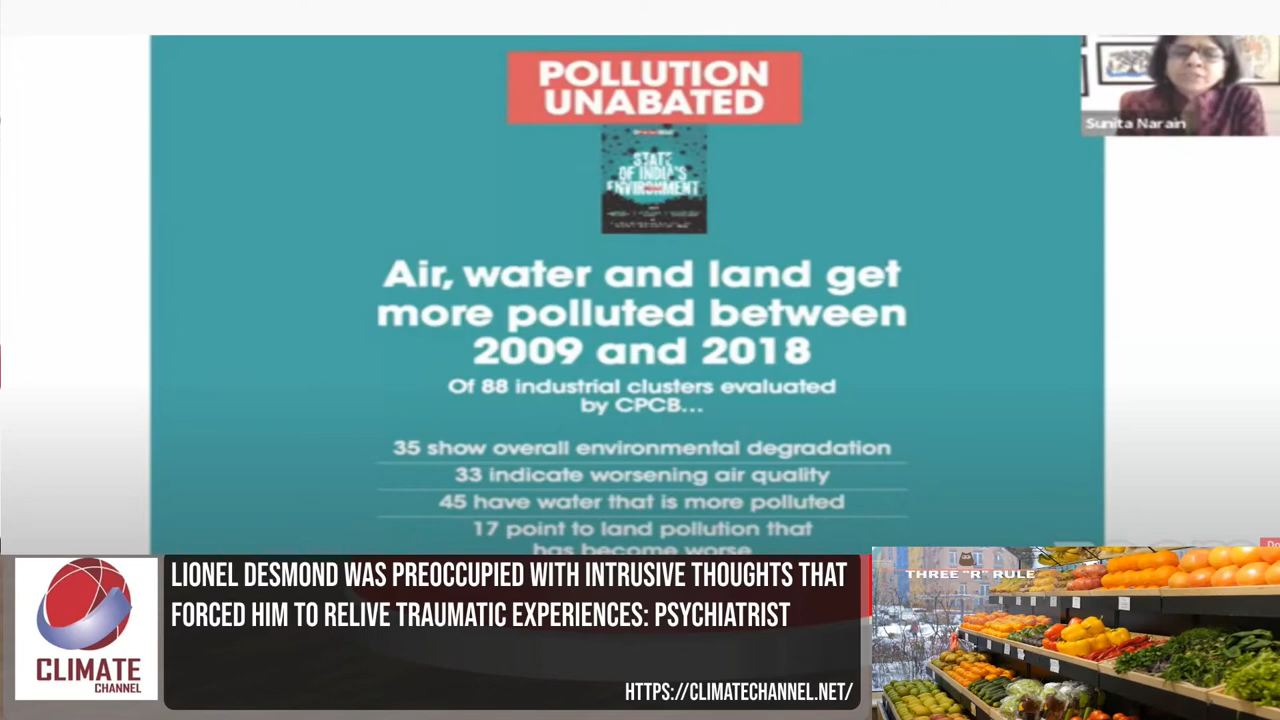 POLLUTION
UNABATED
Sunita Narain
STATE
OF INDIA'S
ENVIRONMENT
Air, water and land get
more polluted between
2009 and 2018
Of 88 industrial clusters evaluated
by CPCB...
35 show overall environmental degradation
33 indicate worsening air quality
45 have water that is more polluted
17 point to land pollution that
has become worse
LIONEL DESMOND WAS PREOCCUPIED WITH INTRUSIVE THOUGHTS THAT
FORCED HIM TO RELIVE TRAUMATIC EXPERIENCES: PSYCHIATRIST
HTTPS://CLIMATECHANNEL.NET/
CLIMATE
CHANNEL
THREE "R" RULE